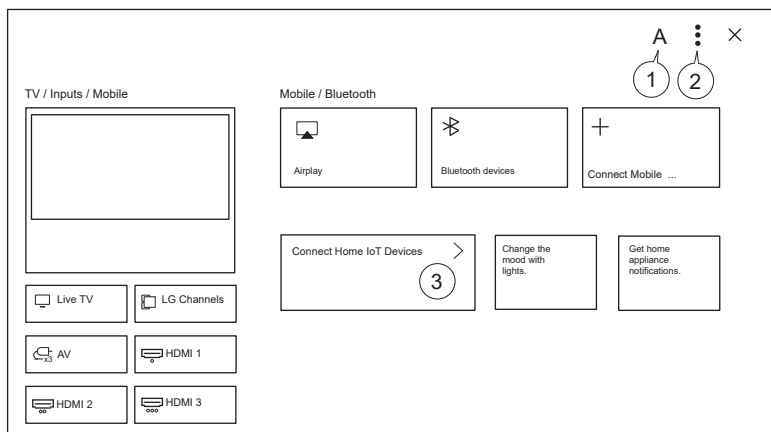 A
1
2
TV / Inputs / Mobile
Mobile / Bluetooth
Airplay
Bluetooth devices
Connect Mobile ...
Connect Home IoT Devices
3
Change the
mood with
lights.
Get home
appliance
notifications.
Live TV
LG Channels
x3
AV
HDMI 1
HDMI 2
HDMI 3